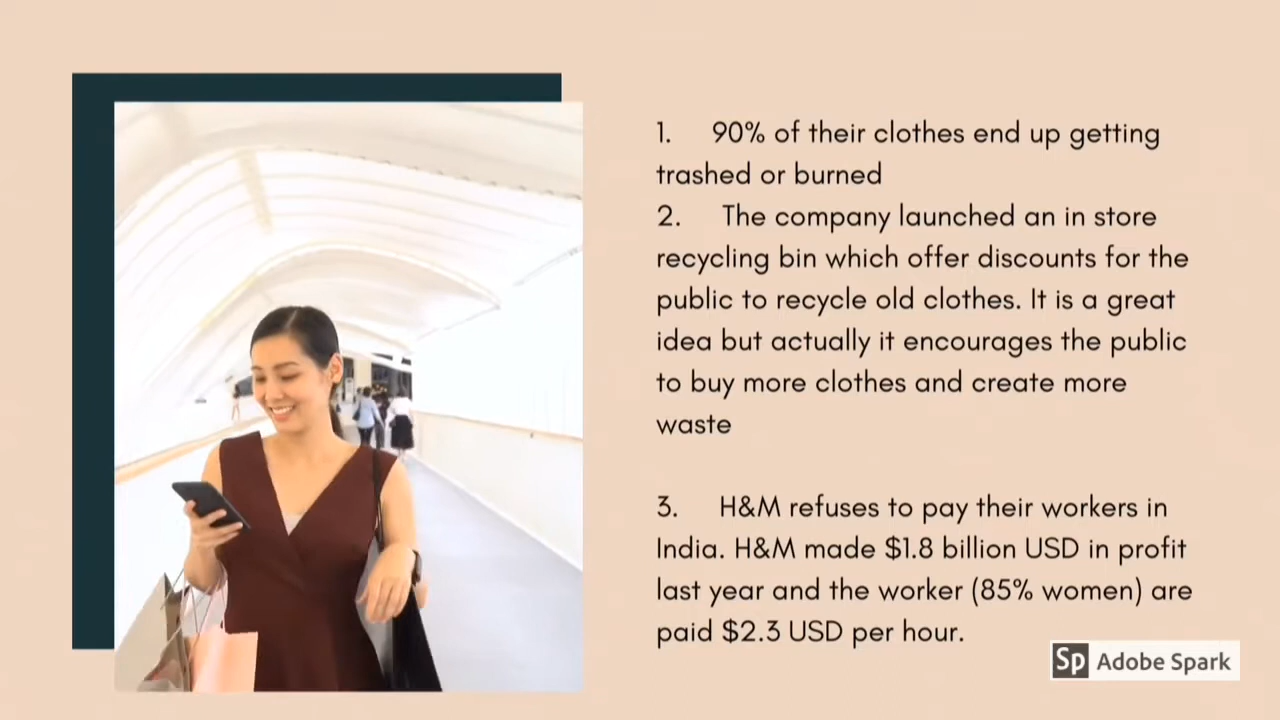 1. 90% of their clothes end up getting
trashed or burned
2. The company launched an in store
recycling bin which offer discounts for the
public to recycle old clothes. It is a great
idea but actually it encourages the public
to buy more clothes and create more
waste
3. H&M refuses to pay their workers in
India. H&M made $1.8 billion USD in profit
last year and the worker (85% women) are
paid $2.3 USD per hour.
Sp Adobe Spark